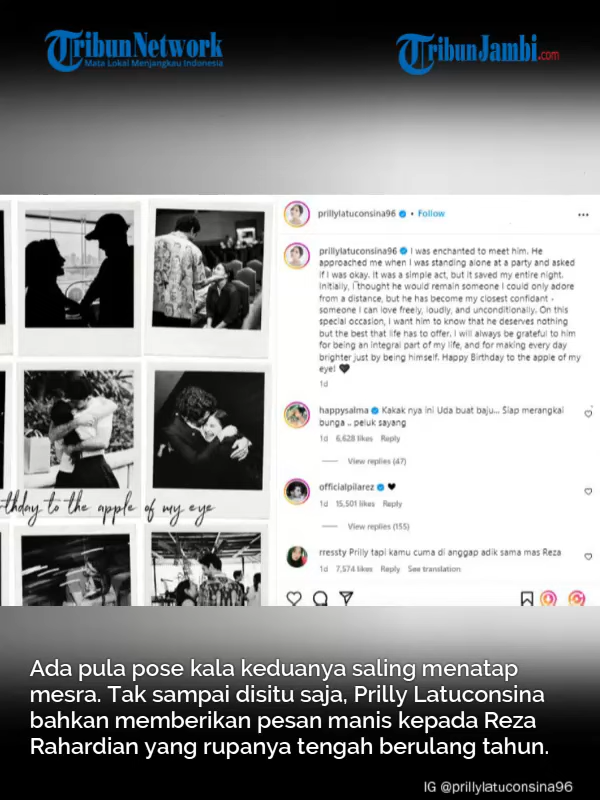 TribunNetwork
Mata Lokal Menjangkau Indonesia
TribunJambi.com
prillylatuconsina96 • Follow
prillylatuconsina96 I was enchanted to meet him. He
approached me when I was standing alone at a party and asked
if I was okay. It was a simple act, but it saved my entire night.
Initially, I thought he would remain someone I could only adore
from a distance, but he has become my closest confidant -
someone I can love freely, loudly, and unconditionally. On this
special occasion, I want him to know that he deserves nothing
but the best that life has to offer. I will always be grateful to him
for being an integral part of my life, and for making every day
brighter just by being himself. Happy Birthday to the apple of my
eye! 🖤
1d
happysalma Kakak nya ini Uda buat baju... Siap merangkai
bunga .. peluk sayang
1d 6,628 likes Reply
View replies (47)
officialpilarez 🖤
1d 15,501 likes Reply
View replies (155)
rressty Prilly tapi kamu cuma di anggap adik sama mas Reza
1d 7,574 likes Reply See translation
thday to the apple of my eye
Ada pula pose kala keduanya saling menatap
mesra. Tak sampai disitu saja, Prilly Latuconsina
bahkan memberikan pesan manis kepada Reza
Rahardian yang rupanya tengah berulang tahun.
IG @prillylatuconsina96